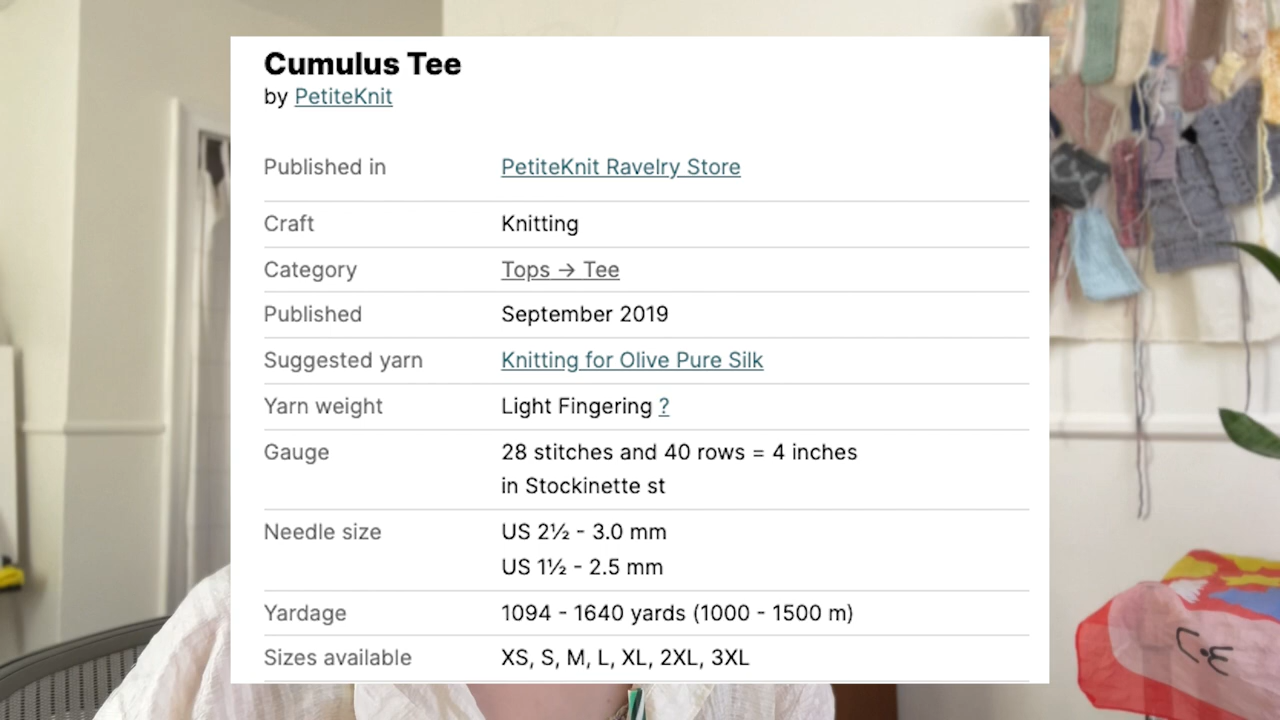 Cumulus Tee
by PetiteKnit
Published in PetiteKnit Ravelry Store
Craft Knitting
Category Tops → Tee
Published September 2019
Suggested yarn Knitting for Olive Pure Silk
Yarn weight Light Fingering ?
Gauge 28 stitches and 40 rows = 4 inches
in Stockinette st
Needle size US 2½ - 3.0 mm
US 1½ - 2.5 mm
Yardage 1094 - 1640 yards (1000 - 1500 m)
Sizes available XS, S, M, L, XL, 2XL, 3XL